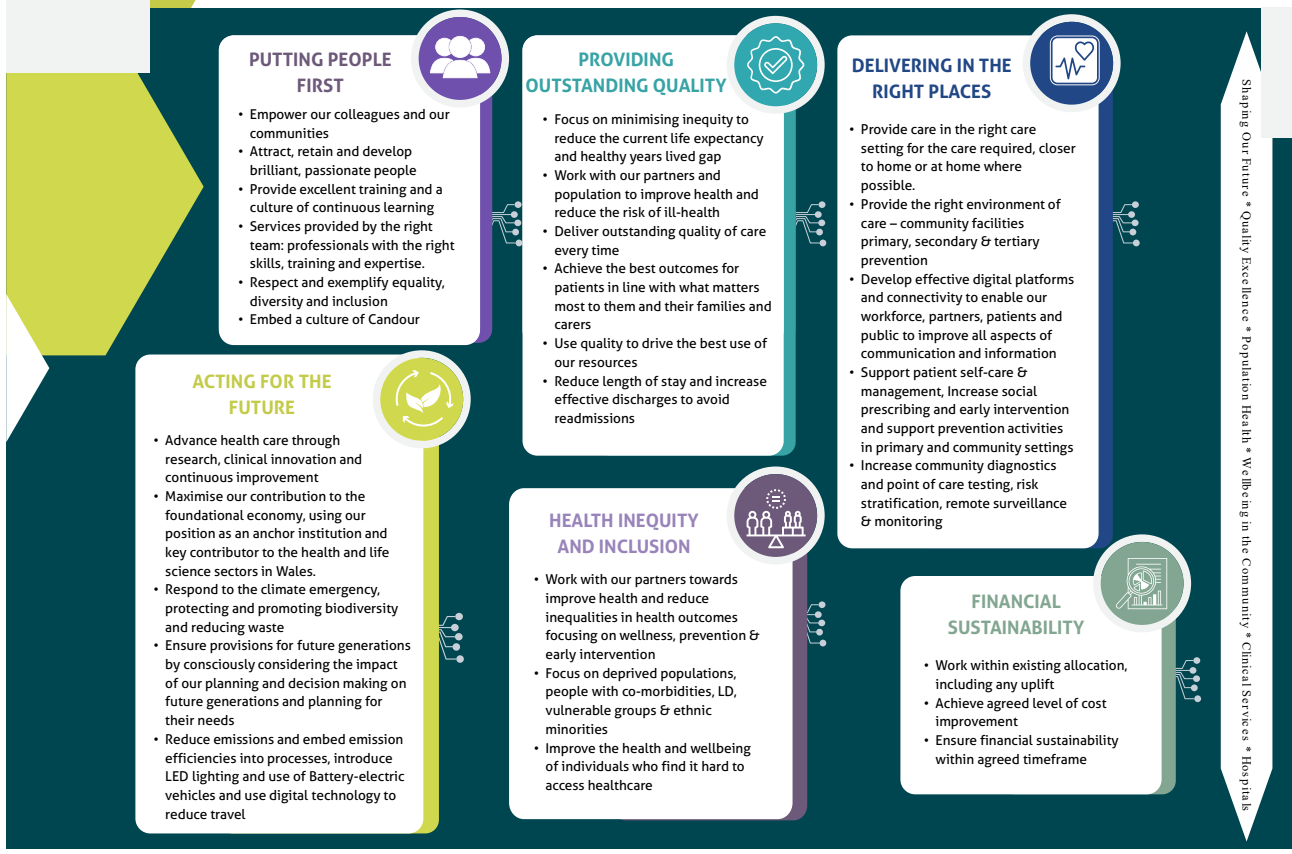 PUTTING PEOPLE
FIRST
• Empower our colleagues and our
communities
• Attract, retain and develop
brilliant, passionate people
• Provide excellent training and a
culture of continuous learning
• Services provided by the right
team: professionals with the right
skills, training and expertise.
• Respect and exemplify equality,
diversity and inclusion
• Embed a culture of Candour
PROVIDING
OUTSTANDING QUALITY
• Focus on minimising inequity to
reduce the current life expectancy
and healthy years lived gap
• Work with our partners and
population to improve health and
reduce the risk of ill-health
• Deliver outstanding quality of care
every time
• Achieve the best outcomes for
patients in line with what matters
most to them and their families and
carers
• Use quality to drive the best use of
our resources
• Reduce length of stay and increase
effective discharges to avoid
readmissions
DELIVERING IN THE
RIGHT PLACES
• Provide care in the right care
setting for the care required, closer
to home or at home where
possible.
• Provide the right environment of
care – community facilities
primary, secondary & tertiary
prevention
• Develop effective digital platforms
and connectivity to enable our
workforce, partners, patients and
public to improve all aspects of
communication and information
• Support patient self-care &
management, Increase social
prescribing and early intervention
and support prevention activities
in primary and community settings
• Increase community diagnostics
and point of care testing, risk
stratification, remote surveillance
& monitoring
ACTING FOR THE
FUTURE
• Advance health care through
research, clinical innovation and
continuous improvement
• Maximise our contribution to the
foundational economy, using our
position as an anchor institution and
key contributor to the health and life
science sectors in Wales.
• Respond to the climate emergency,
protecting and promoting biodiversity
and reducing waste
• Ensure provisions for future generations
by consciously considering the impact
of our planning and decision making on
future generations and planning for
their needs
• Reduce emissions and embed emission
efficiencies into processes, introduce
LED lighting and use of Battery-electric
vehicles and use digital technology to
reduce travel
HEALTH INEQUITY
AND INCLUSION
• Work with our partners towards
improve health and reduce
inequalities in health outcomes
focusing on wellness, prevention &
early intervention
• Focus on deprived populations,
people with co-morbidities, LD,
vulnerable groups & ethnic
minorities
• Improve the health and wellbeing
of individuals who find it hard to
access healthcare
FINANCIAL
SUSTAINABILITY
• Work within existing allocation,
including any uplift
• Achieve agreed level of cost
improvement
• Ensure financial sustainability
within agreed timeframe
Shaping Our Future * Quality Excellence * Population Health * Wellbeing in the Community * Clinical Services * Hospitals